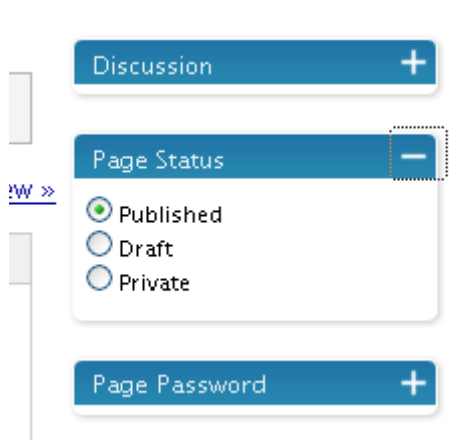 Discussion
Page Status
»
Published
Draft
Private
Page Password